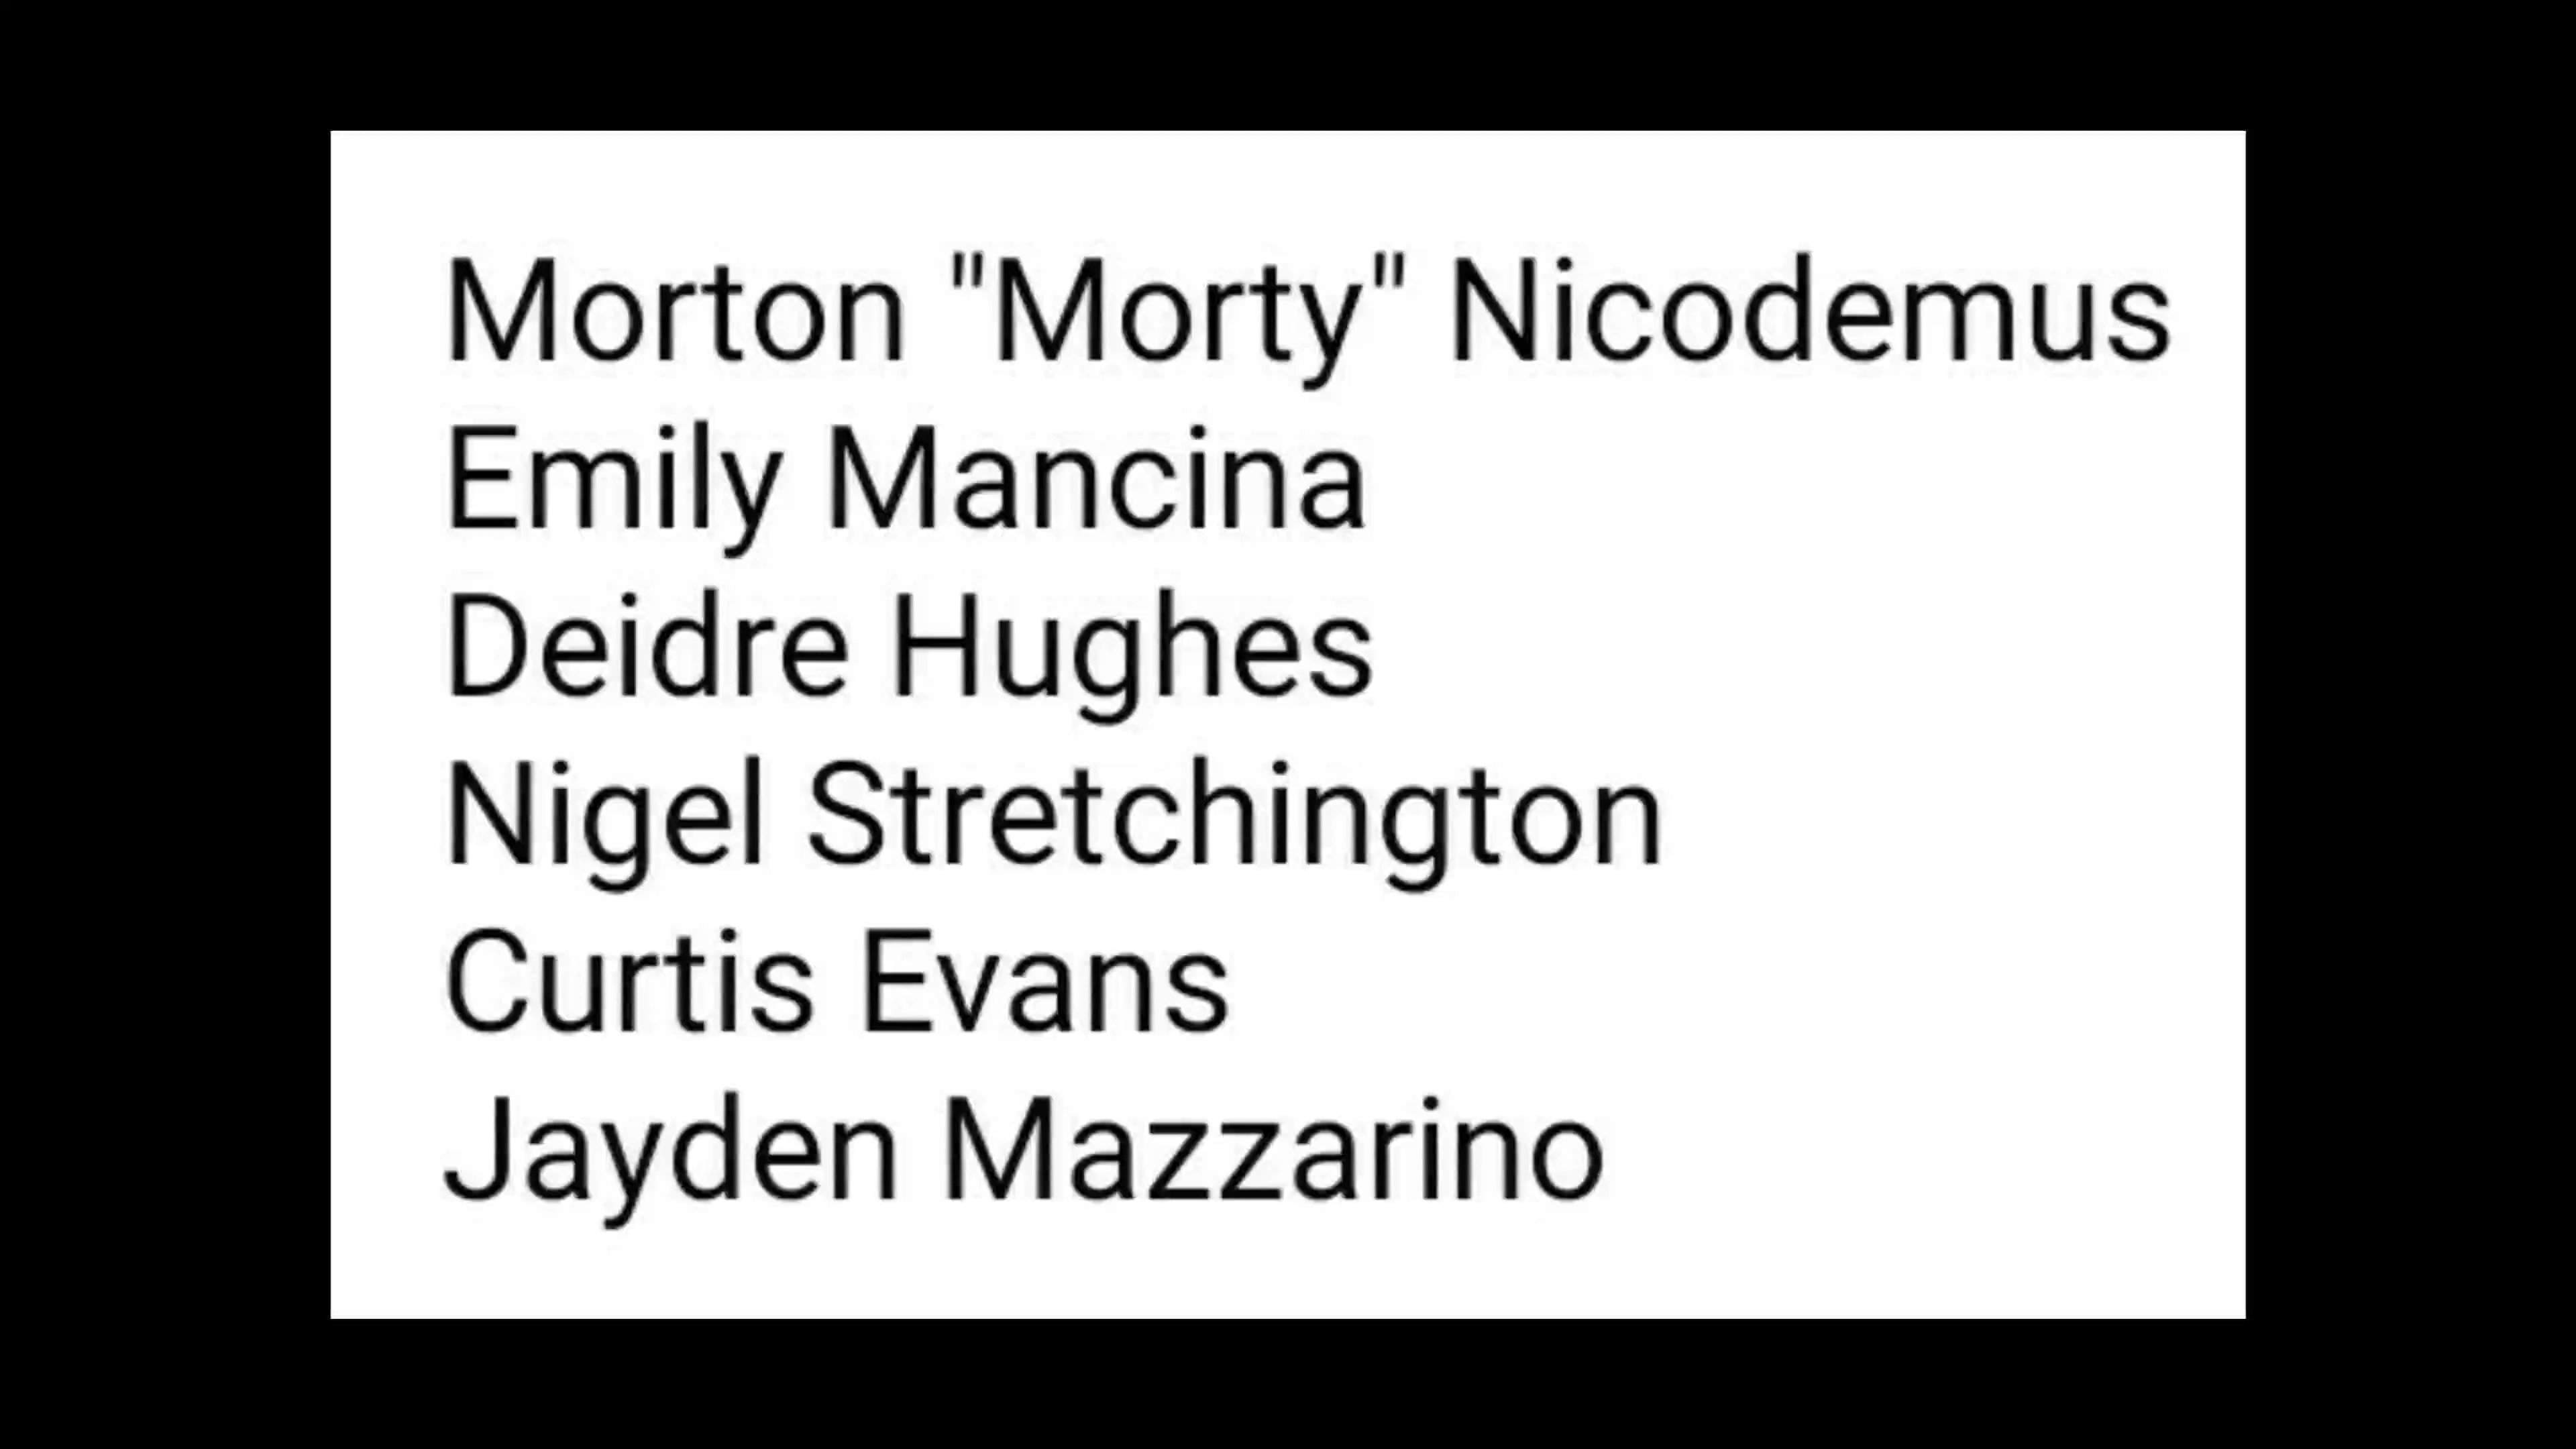 Morton "Morty" Nicodemus
Emily Mancina
Deidre Hughes
Nigel Stretchington
Curtis Evans
Jayden Mazzarino